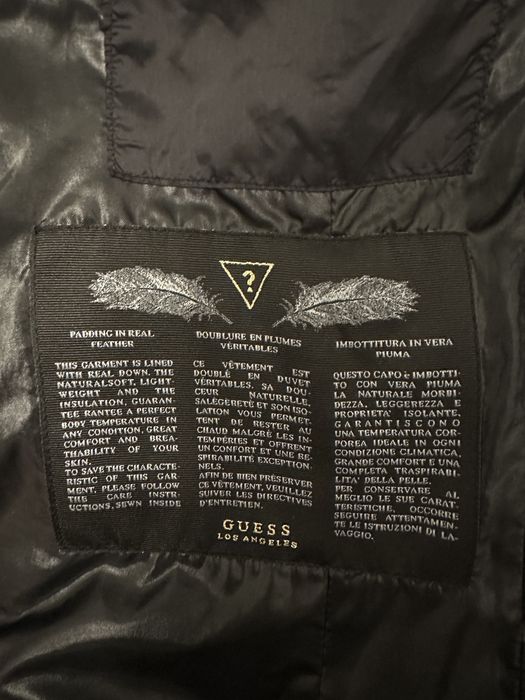 ?
PADDING IN REAL
FEATHER
THIS GARMENT IS LINED
WITH REAL DOWN. THE
NATURALSOFT, LIGHT-
WEIGHT AND THE
INSULATION, GUARAN-
TEE RANTEE A PERFECT
BODY TEMPERATURE IN
ANY CONDITION, GREAT
COMFORT AND BREA-
THABILITY OF YOUR
SKIN.
TO SAVE THE CHARACTE-
RISTIC OF THIS GAR-
MENT, PLEASE FOLLOW
THE CARE INSTR-
UCTIONS, SEWN INSIDE
DOUBLURE EN PLUMES
VÉRITABLES
CE VÊTEMENT EST
DOUBLÉ EN DUVET
VÉRITABLES, SA DOU-
CEUR NATURELLE,
SALÉGERETÉ ET SON ISO-
LATION VOUS PERMET-
TENT DE RESTER AU
CHAUD MALGRÉ LES IN-
TEMPÉRIES ET OFFRENT
UN CONFORT ET UNE RE-
SPIRABILITÉ EXCEPTION-
NELS.
AFIN DE BIEN PRÉSERVER
CE VÊTEMENT, VEUILLEZ
SUIVER LES DIRECTIVES
D'ENTRETIEN.
IMBOTTITURA IN VERA
PIUMA
QUESTO CAPO è IMBOTTI-
TO CON VERA PIUMA
LA NATURALE MORBI-
DEZZA, LEGGEREZZA E
PROPRIETA' ISOLANTE,
GARANTISCONO
UNA TEMPERATURA COR-
POREA IDEALE IN OGNI
CONDIZIONE CLIMATICA,
GRANDE COMFORT E UNA
COMPLETA TRASPIRABI-
LITA' DELLA PELLE.
PER CONSERVARE AL
MEGLIO LE SUE CARAT-
TERISTICHE, OCCORRE
SEGUIRE ATTENTAMEN-
TE LE ISTRUZIONI DI LA-
VAGGIO.
GUESS
LOS ANGELES